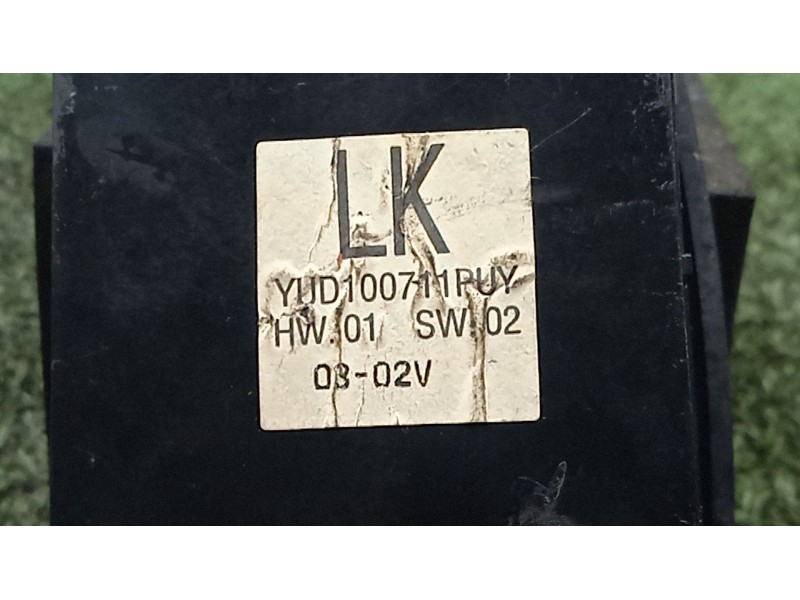 LK
YUD100711PUY
HW. 01 SW. 02
03-02V